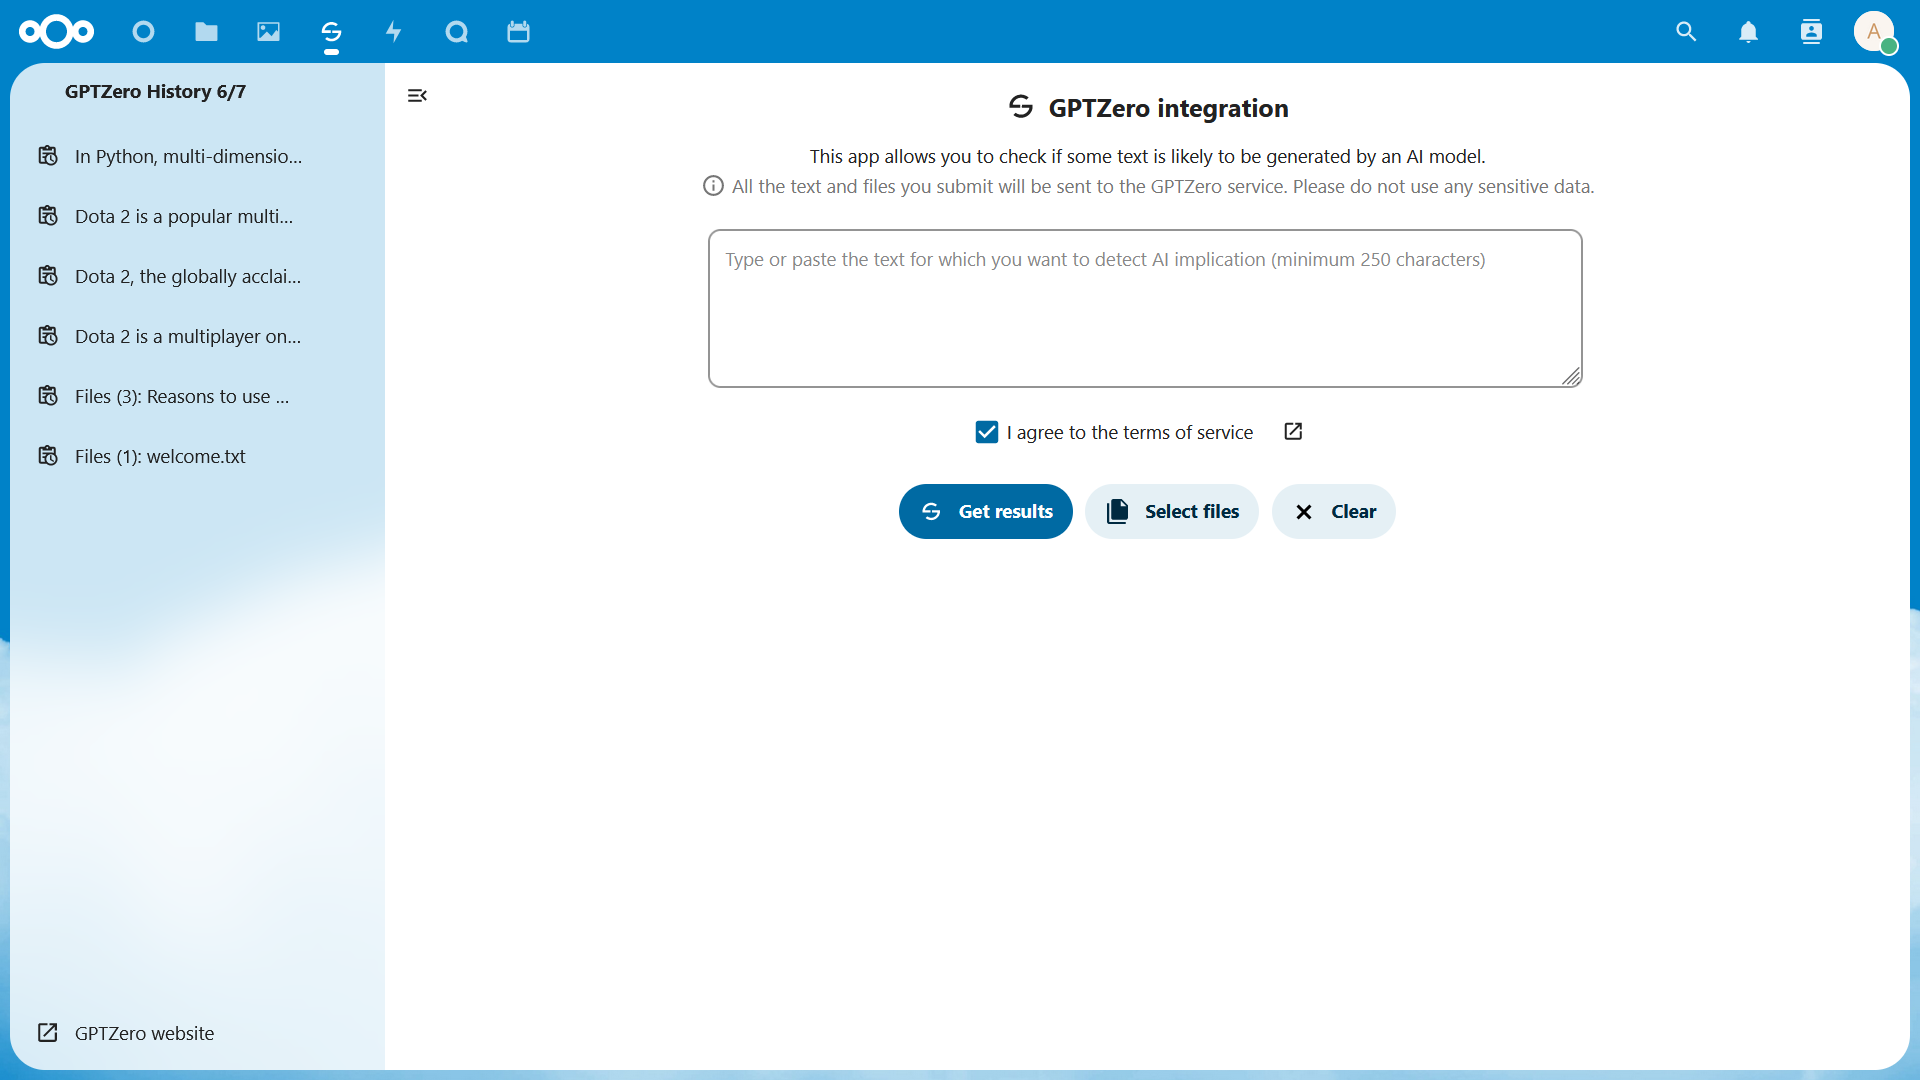 A
GPTZero History 6/7
In Python, multi-dimensio...
Dota 2 is a popular multi...
Dota 2, the globally acclai...
Dota 2 is a multiplayer on...
Files (3): Reasons to use ...
Files (1): welcome.txt
GPTZero website
GPTZero integration
This app allows you to check if some text is likely to be generated by an AI model.
All the text and files you submit will be sent to the GPTZero service. Please do not use any sensitive data.
Type or paste the text for which you want to detect AI implication (minimum 250 characters)
I agree to the terms of service
Get results Select files Clear